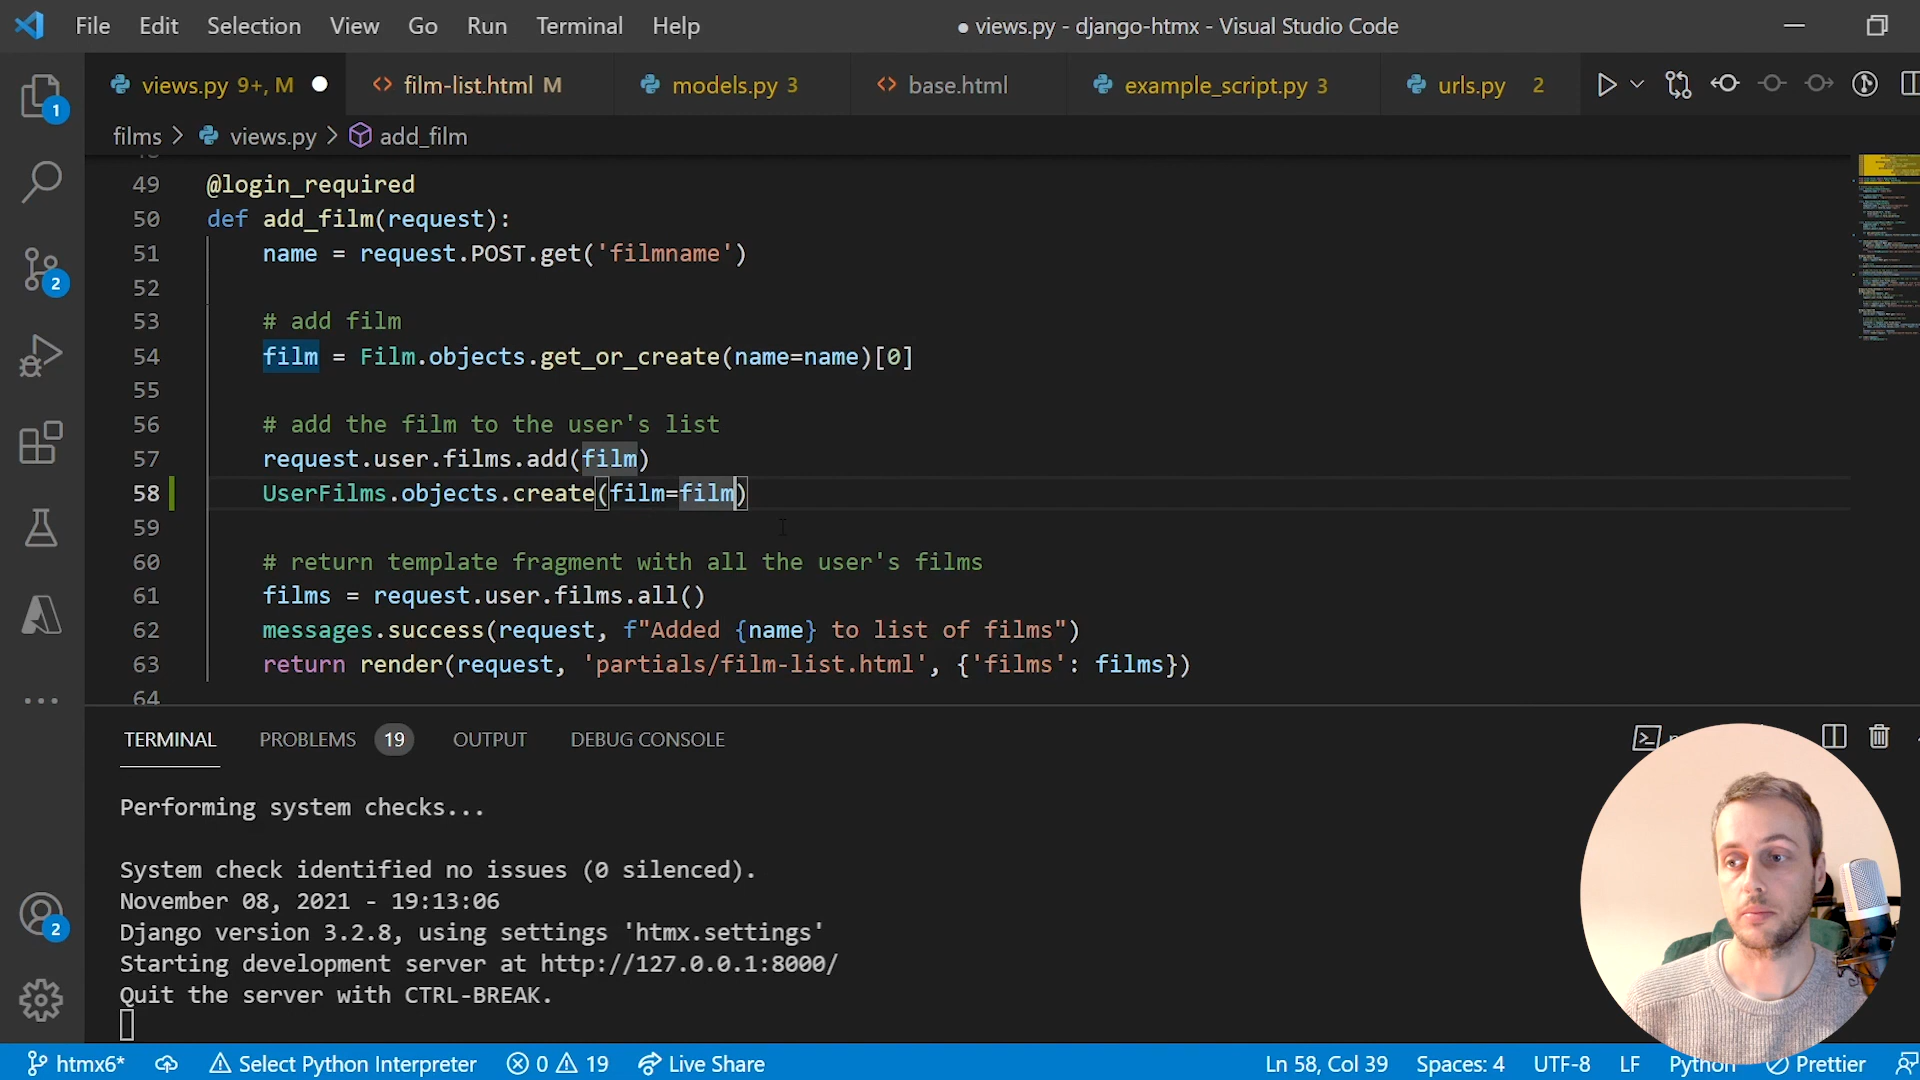 File Edit Selection View Go Run Terminal Help ● views.py - django-htmx - Visual Studio Code
views.py 9+, M film-list.html M models.py 3 base.html example_script.py 3 urls.py 2
films > views.py > add_film
49 @login_required
50 def add_film(request):
51 name = request.POST.get('filmname')
52
53 # add film
54 film = Film.objects.get_or_create(name=name)[0]
55
56 # add the film to the user's list
57 request.user.films.add(film)
58 UserFilms.objects.create(film=film)
59
60 # return template fragment with all the user's films
61 films = request.user.films.all()
62 messages.success(request, f"Added {name} to list of films")
63 return render(request, 'partials/film-list.html', {'films': films})
64
1
2
2
TERMINAL PROBLEMS 19 OUTPUT DEBUG CONSOLE
Performing system checks...
System check identified no issues (0 silenced).
November 08, 2021 - 19:13:06
Django version 3.2.8, using settings 'htmx.settings'
Starting development server at http://127.0.0.1:8000/
Quit the server with CTRL-BREAK.
htmx6* Select Python Interpreter 0 19 Live Share Ln 58, Col 39 Spaces: 4 UTF-8 LF Python Prettier